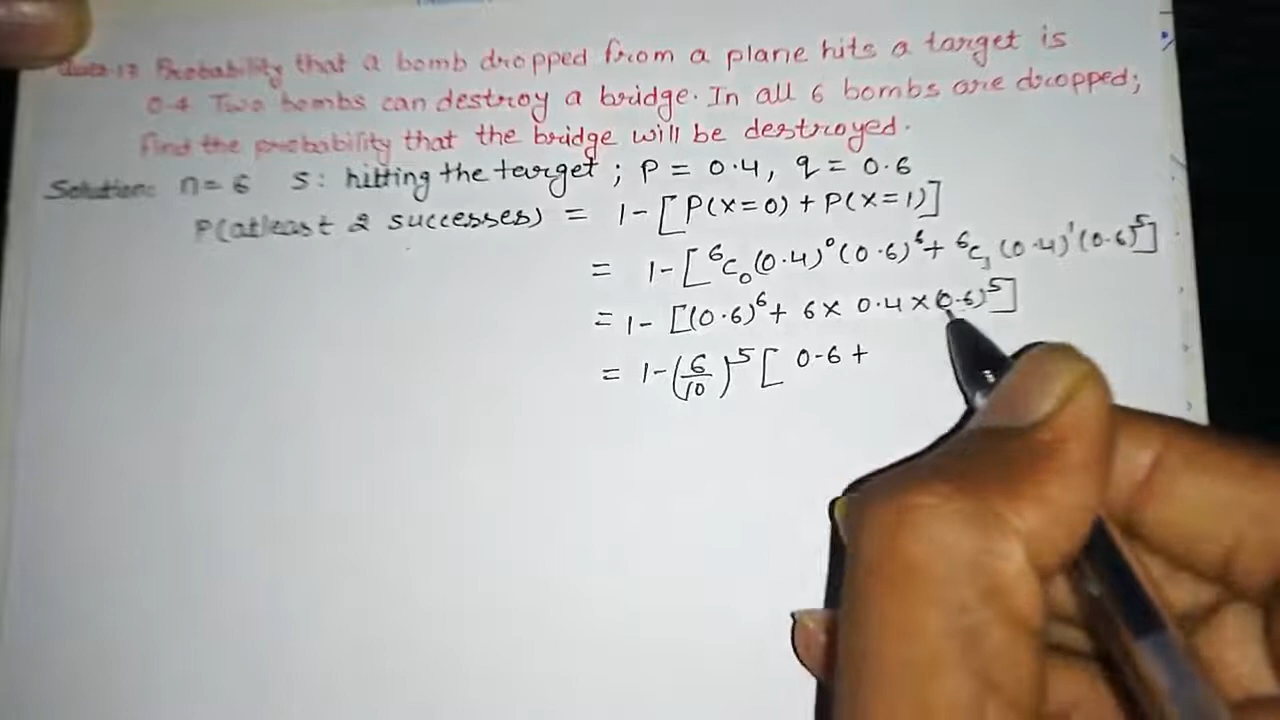 Ques-13 Probability that a bomb dropped from a plane hits a target is
0.4 Two bombs can destroy a bridge. In all 6 bombs are dropped;
find the probability that the bridge will be destroyed.
Solution: n = 6 S: hitting the target ; p = 0.4, q = 0.6
P(atleast 2 successes) = 1-[P(x=0) + P(x=1)]
= 1-[⁶C₀(0.4)⁰(0.6)⁶+ ⁶C₁(0.4)¹(0.6)⁵]
= 1- [(0.6)⁶+ 6× 0.4×(0.6)⁵]
= 1-(6/10)⁵[ 0.6+